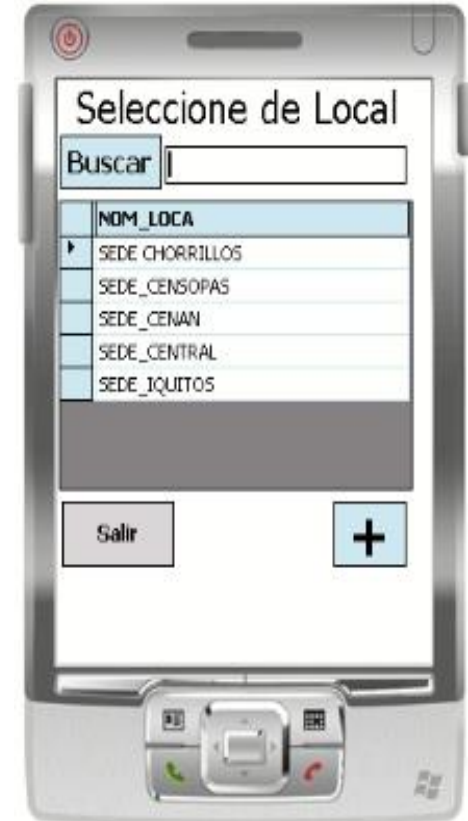 Seleccione de Local
Buscar
NOM_LOCA
SEDE CHORRILLOS
SEDE_CENSOPAS
SEDE_CENAN
SEDE_CENTRAL
SEDE_IQUITOS
Salir +